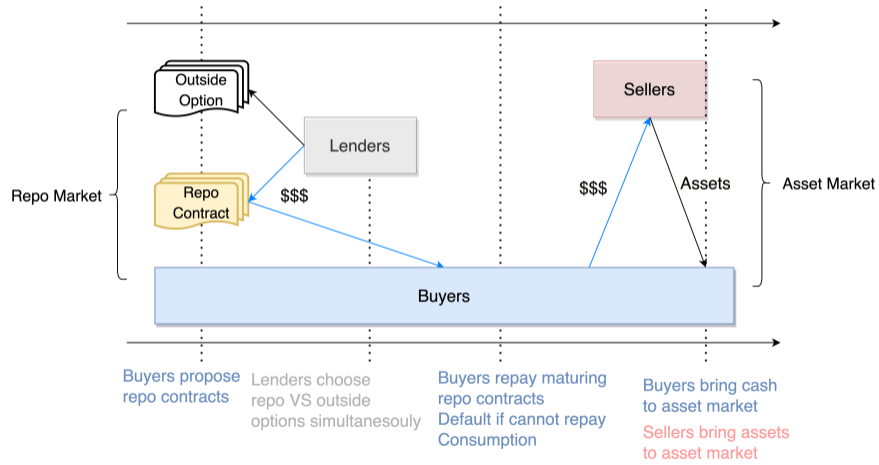 Outside
Option
Lenders
Sellers
Repo Market
Repo
Contract
$$$
$$$
Assets
Asset Market
Buyers
Buyers propose
repo contracts
Lenders choose
repo VS outside
options simultanesouly
Buyers repay maturing
repo contracts
Default if cannot repay
Consumption
Buyers bring cash
to asset market
Sellers bring assets
to asset market